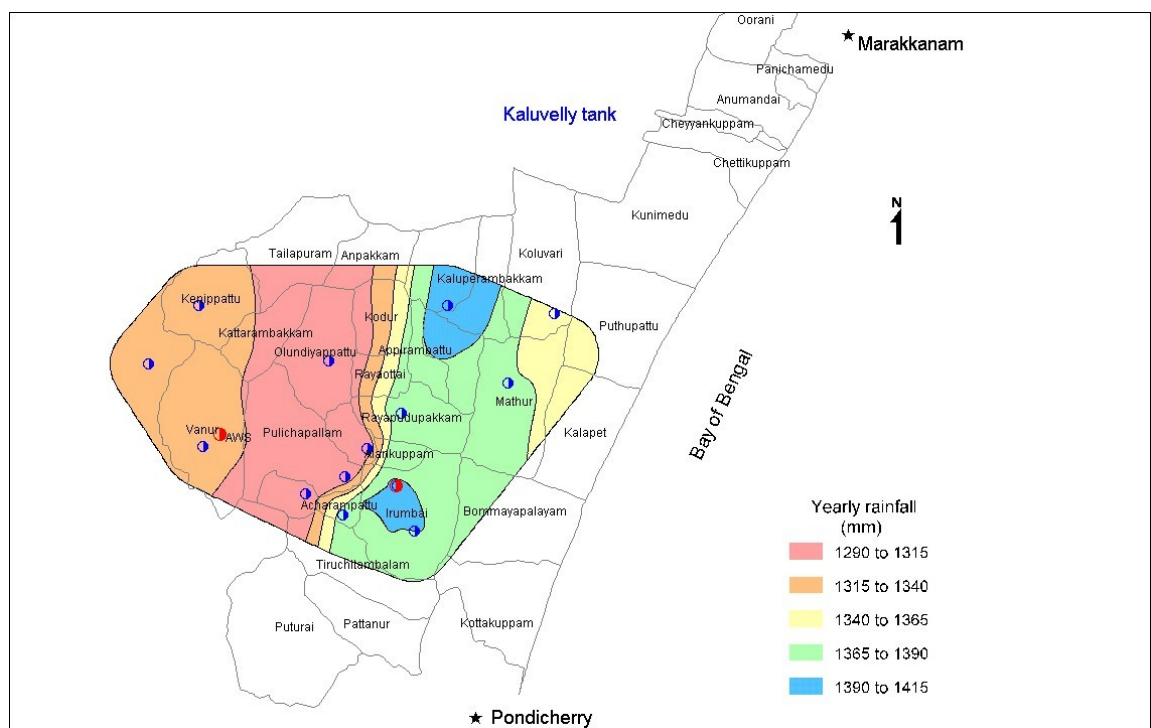 Oorani
Marakkanam
Panichamedu
Anumandai
Kaluvelly tank
Cheyyankuppam
Chettikuppam
N
Kunimedu
Tailapuram
Anpakkam
Koluvari
Kaluperambakkam
Kenippattu
Kodur
Kattarambakkam
Puthupattu
Olundiyappattu
Appirampattu
Rayaottai
Mathur
Rayapudupakkam
Kalapet
Bay of Bengal
Vanur
AWS
Pulichapallam
Alankuppam
Acharampattu
Irumbai
Bommayapalayam
Tiruchitambalam
Puturai
Pattanur
Kottakuppam
Pondicherry
Yearly rainfall
(mm)
1290 to 1315
1315 to 1340
1340 to 1365
1365 to 1390
1390 to 1415